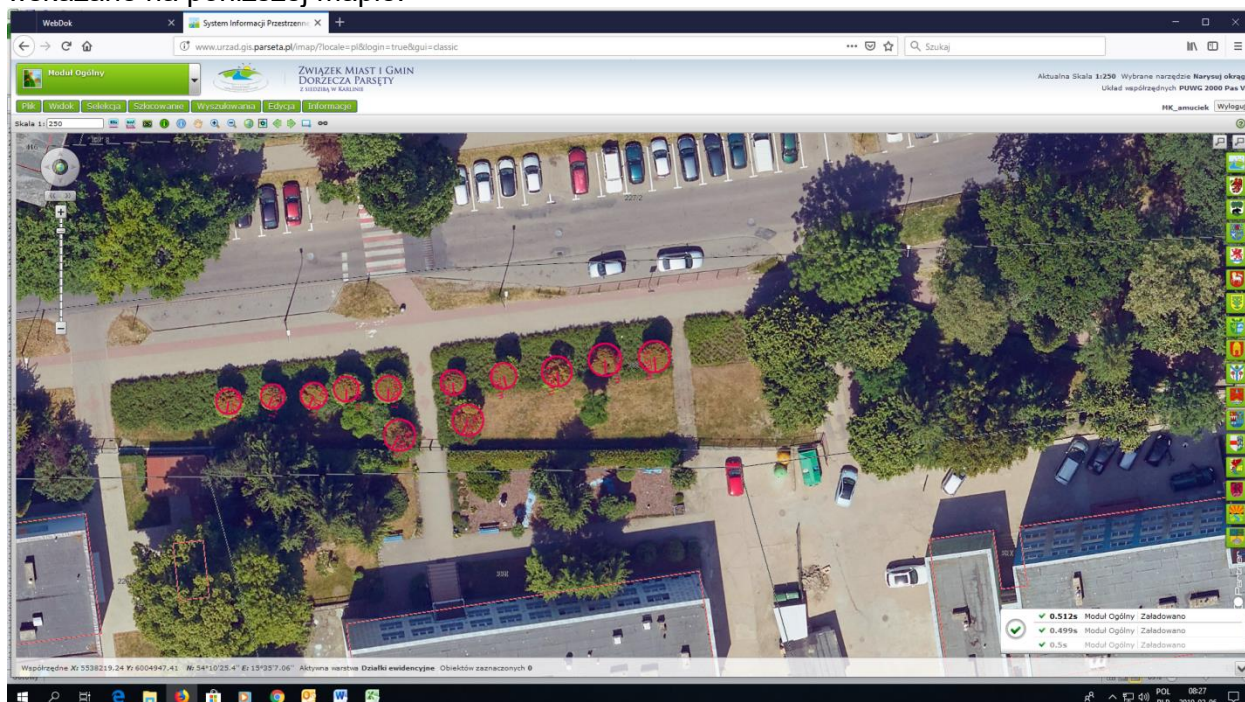 wskazano na poniższej mapie.
WebDok
System Informacji Przestrzenne
www.urzad.gis.parseta.pl/imap/?locale=pl&login=true&gui=classic
Szukaj
Moduł Ogólny
ZWIĄZEK MIAST I GMIN
DORZECZA PARSĘTY
Z SIEDZIBĄ W KARLINIE
Aktualna Skala 1:250 Wybrane narzędzie Narysuj okrąg
Układ współrzędnych PUWG 2000 Pas V
Plik Widok Selekcja Szkicowanie Wyszukiwania Edycja Informacje
MK_amuciek Wyloguj
Skala 1: 250
227/2
✔ 0.512s Moduł Ogólny Załadowano
✔ 0.499s Moduł Ogólny Załadowano
✔ 0.5s Moduł Ogólny Załadowano
Współrzędne X: 5538219.24 Y: 6004947.41 N: 54°10'25.4" E: 15°35'7.06" Aktywna warstwa Działki ewidencyjne Obiektów zaznaczonych 0
POL 08:27